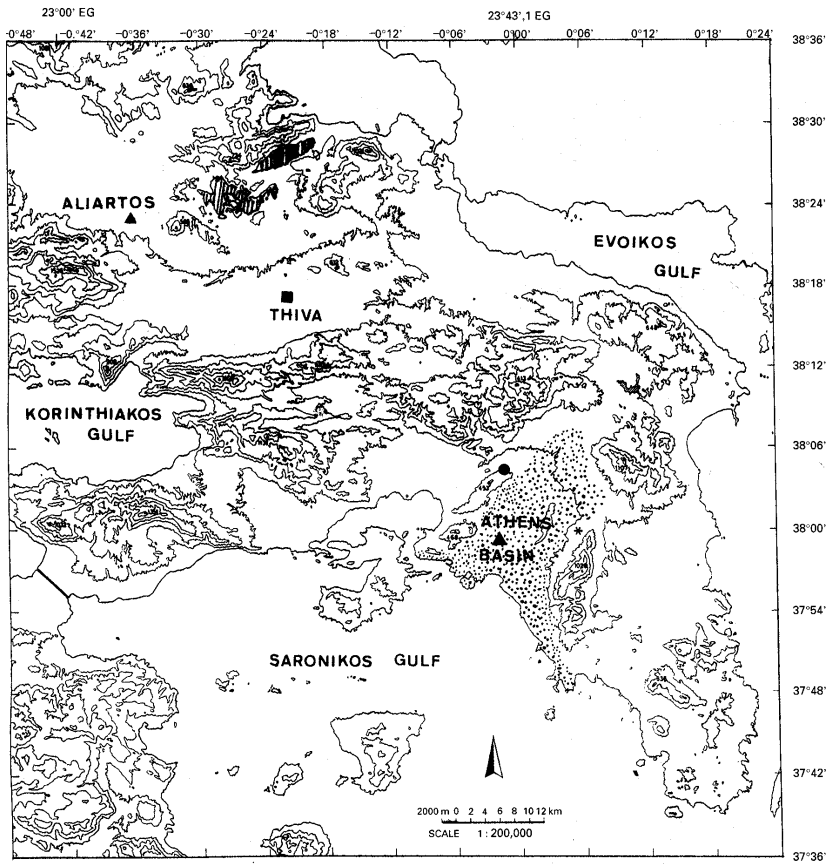 23°00' EG 23°43',1 EG
-0°48' -0.42' -0°36' -0°30' -0°24' -0°18' -0°12' -0°06' 0°00' 0°06' 0°12' 0°18' 0°24'
38°36'
38°30'
38°24'
38°18'
38°12'
38°06'
38°00'
37°54'
37°48'
37°42'
37°36'
ALIARTOS
EVOIKOS
GULF
THIVA
KORINTHIAKOS
GULF
ATHENS
BASIN
SARONIKOS GULF
2000 m 0 2 4 6 8 10 12 km
SCALE 1:200,000